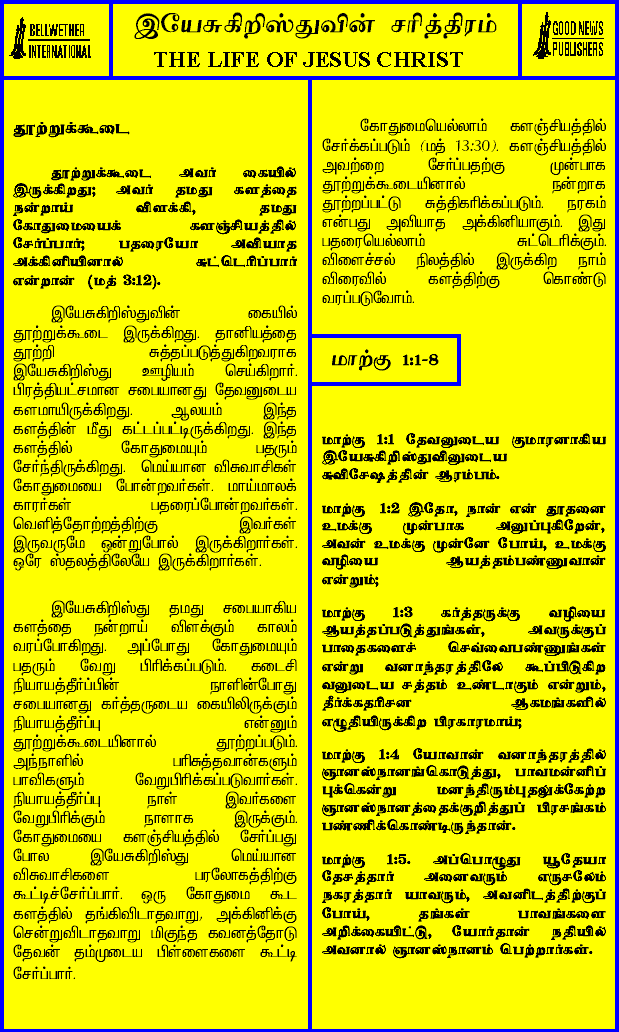 BELLWETHER
INTERNATIONAL
இயேசுகிறிஸ்துவின் சரித்திரம்
THE LIFE OF JESUS CHRIST
GOOD NEWS
PUBLISHERS
தூற்றுக்கூடை
தூற்றுக்கூடை அவர் கையில்
இருக்கிறது; அவர் தமது களத்தை
நன்றாய் விளக்கி, தமது
கோதுமையைக் களஞ்சியத்தில்
சேர்ப்பார்; பதரையோ அவியாத
அக்கினியினால் சுட்டெரிப்பார்
என்றான் (மத் 3:12).
இயேசுகிறிஸ்துவின் கையில்
தூற்றுக்கூடை இருக்கிறது. தானியத்தை
தூற்றி சுத்தப்படுத்துகிறவராக
இயேசுகிறிஸ்து ஊழியம் செய்கிறார்.
பிரத்தியட்சமான சபையானது தேவனுடைய
களமாயிருக்கிறது. ஆலயம் இந்த
களத்தின் மீது கட்டப்பட்டிருக்கிறது. இந்த
களத்தில் கோதுமையும் பதரும்
சேர்ந்திருக்கிறது. மெய்யான விசுவாசிகள்
கோதுமையை போன்றவர்கள். மாய்மாலக்
காரர்கள் பதரைப்போன்றவர்கள்.
வெளித்தோற்றத்திற்கு இவர்கள்
இருவருமே ஒன்றுபோல் இருக்கிறார்கள்.
ஒரே ஸ்தலத்திலேயே இருக்கிறார்கள்.
இயேசுகிறிஸ்து தமது சபையாகிய
களத்தை நன்றாய் விளக்கும் காலம்
வரப்போகிறது. அப்போது கோதுமையும்
பதரும் வேறு பிரிக்கப்படும். கடைசி
நியாயத்தீர்ப்பின் நாளின்போது
சபையானது கர்த்தருடைய கையிலிருக்கும்
நியாயத்தீர்ப்பு என்னும்
தூற்றுக்கூடையினால் தூற்றப்படும்.
அந்நாளில் பரிசுத்தவான்களும்
பாவிகளும் வேறுபிரிக்கப்படுவார்கள்.
நியாயத்தீர்ப்பு நாள் இவர்களை
வேறுபிரிக்கும் நாளாக இருக்கும்.
கோதுமையை களஞ்சியத்தில் சேர்ப்பது
போல இயேசுகிறிஸ்து மெய்யான
விசுவாசிகளை பரலோகத்திற்கு
கூட்டிச்சேர்ப்பார். ஒரு கோதுமை கூட
களத்தில் தங்கிவிடாதவாறு, அக்கினிக்கு
சென்றுவிடாதவாறு மிகுந்த கவனத்தோடு
தேவன் தம்முடைய பிள்ளைகளை கூட்டி
சேர்ப்பார்.
கோதுமையெல்லாம் களஞ்சியத்தில்
சேர்க்கப்படும் (மத் 13:30). களஞ்சியத்தில்
அவற்றை சேர்ப்பதற்கு முன்பாக
தூற்றுக்கூடையினால் நன்றாக
தூற்றப்பட்டு சுத்திகரிக்கப்படும். நரகம்
என்பது அவியாத அக்கினியாகும். இது
பதரையெல்லாம் சுட்டெரிக்கும்.
விளைச்சல் நிலத்தில் இருக்கிற நாம்
விரைவில் களத்திற்கு கொண்டு
வரப்படுவோம்.
மாற்கு 1:1-8
மாற்கு 1:1 தேவனுடைய குமாரனாகிய
இயேசுகிறிஸ்துவினுடைய
சுவிசேஷத்தின் ஆரம்பம்.
மாற்கு 1:2 இதோ, நான் என் தூதனை
உமக்கு முன்பாக அனுப்புகிறேன்,
அவன் உமக்கு முன்னே போய், உமக்கு
வழியை ஆயத்தம்பண்ணுவான்
என்றும்;
மாற்கு 1:3 கர்த்தருக்கு வழியை
ஆயத்தப்படுத்துங்கள், அவருக்குப்
பாதைகளைச் செவ்வைபண்ணுங்கள்
என்று வனாந்தரத்திலே கூப்பிடுகிற
வனுடைய சத்தம் உண்டாகும் என்றும்,
தீர்க்கதரிசன ஆகமங்களில்
எழுதியிருக்கிற பிரகாரமாய்;
மாற்கு 1:4 யோவான் வனாந்தரத்தில்
ஞானஸ்நானங்கொடுத்து, பாவமன்னிப்
புக்கென்று மனந்திரும்புதலுக்கேற்ற
ஞானஸ்நானத்தைக்குறித்துப் பிரசங்கம்
பண்ணிக்கொண்டிருந்தான்.
மாற்கு 1:5. அப்பொழுது யூதேயா
தேசத்தார் அனைவரும் எருசலேம்
நகரத்தார் யாவரும், அவனிடத்திற்குப்
போய், தங்கள் பாவங்களை
அறிக்கையிட்டு, யோர்தான் நதியில்
அவனால் ஞானஸ்நானம் பெற்றார்கள்.